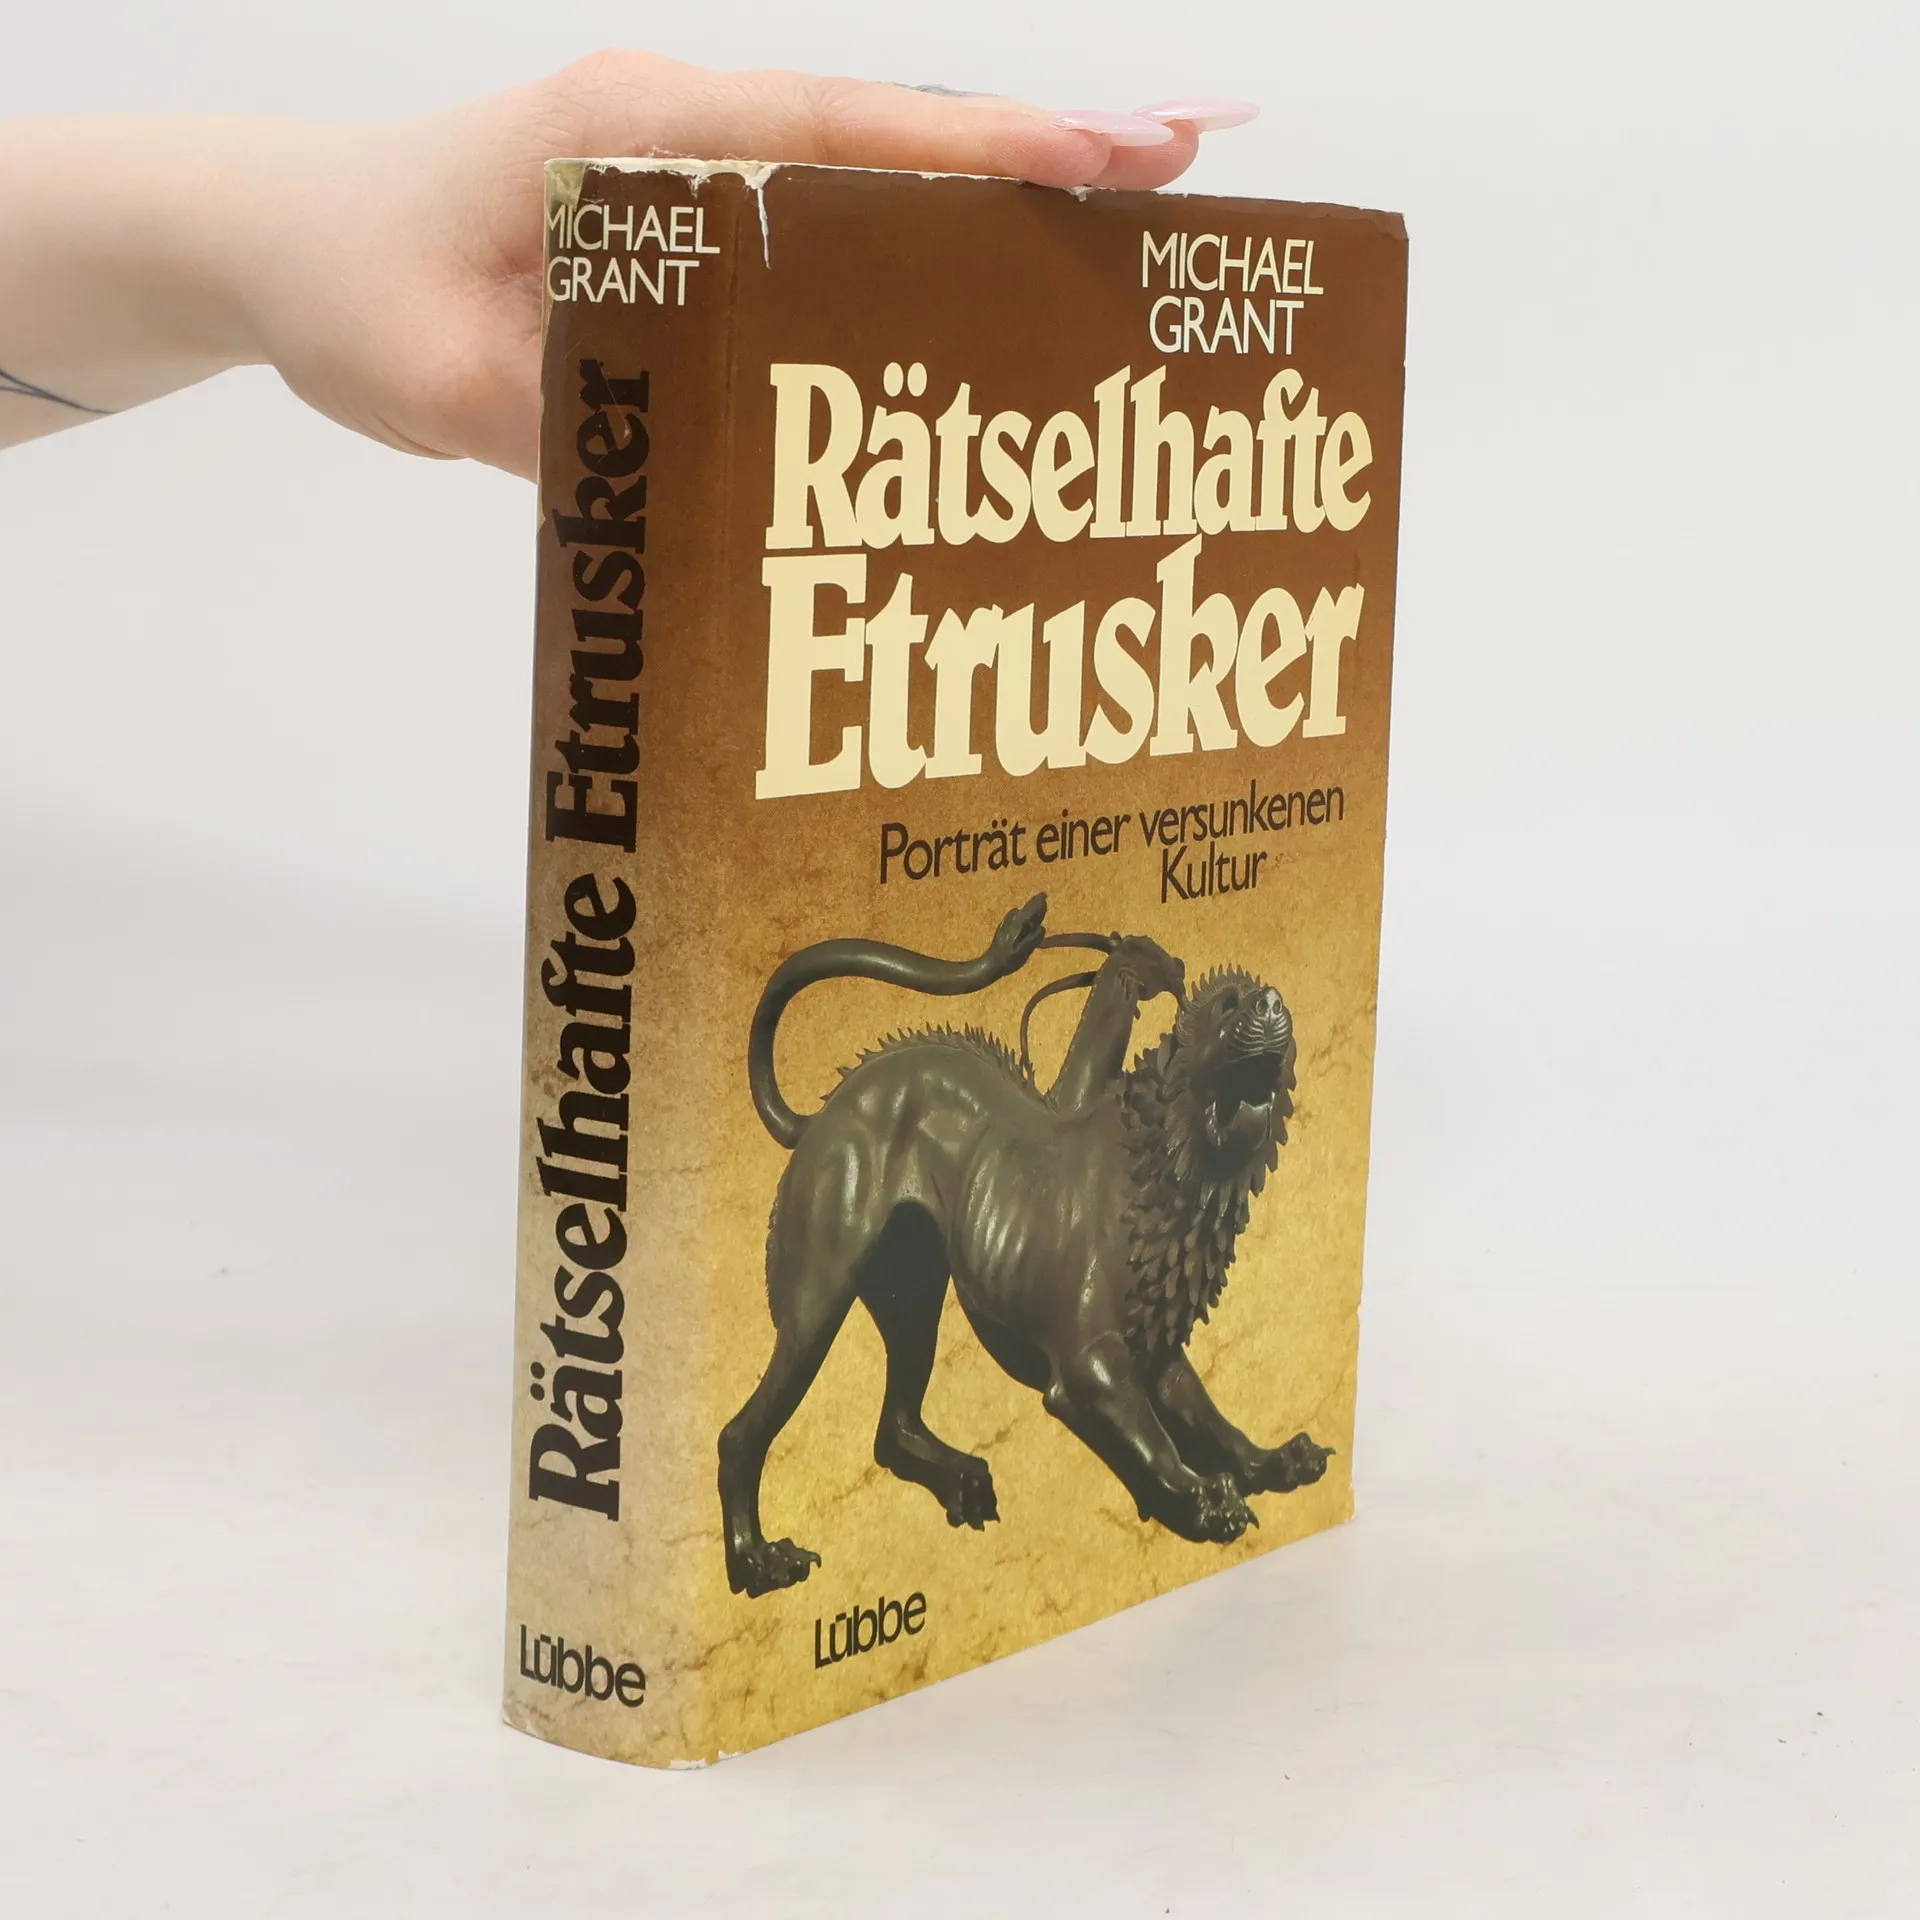 MICHAEL
GRANT
Rätselhafte Etrusker
Lübbe
MICHAEL
GRANT
Rätselhafte
Etrusker
Porträt einer versunkenen
Kultur
Lübbe